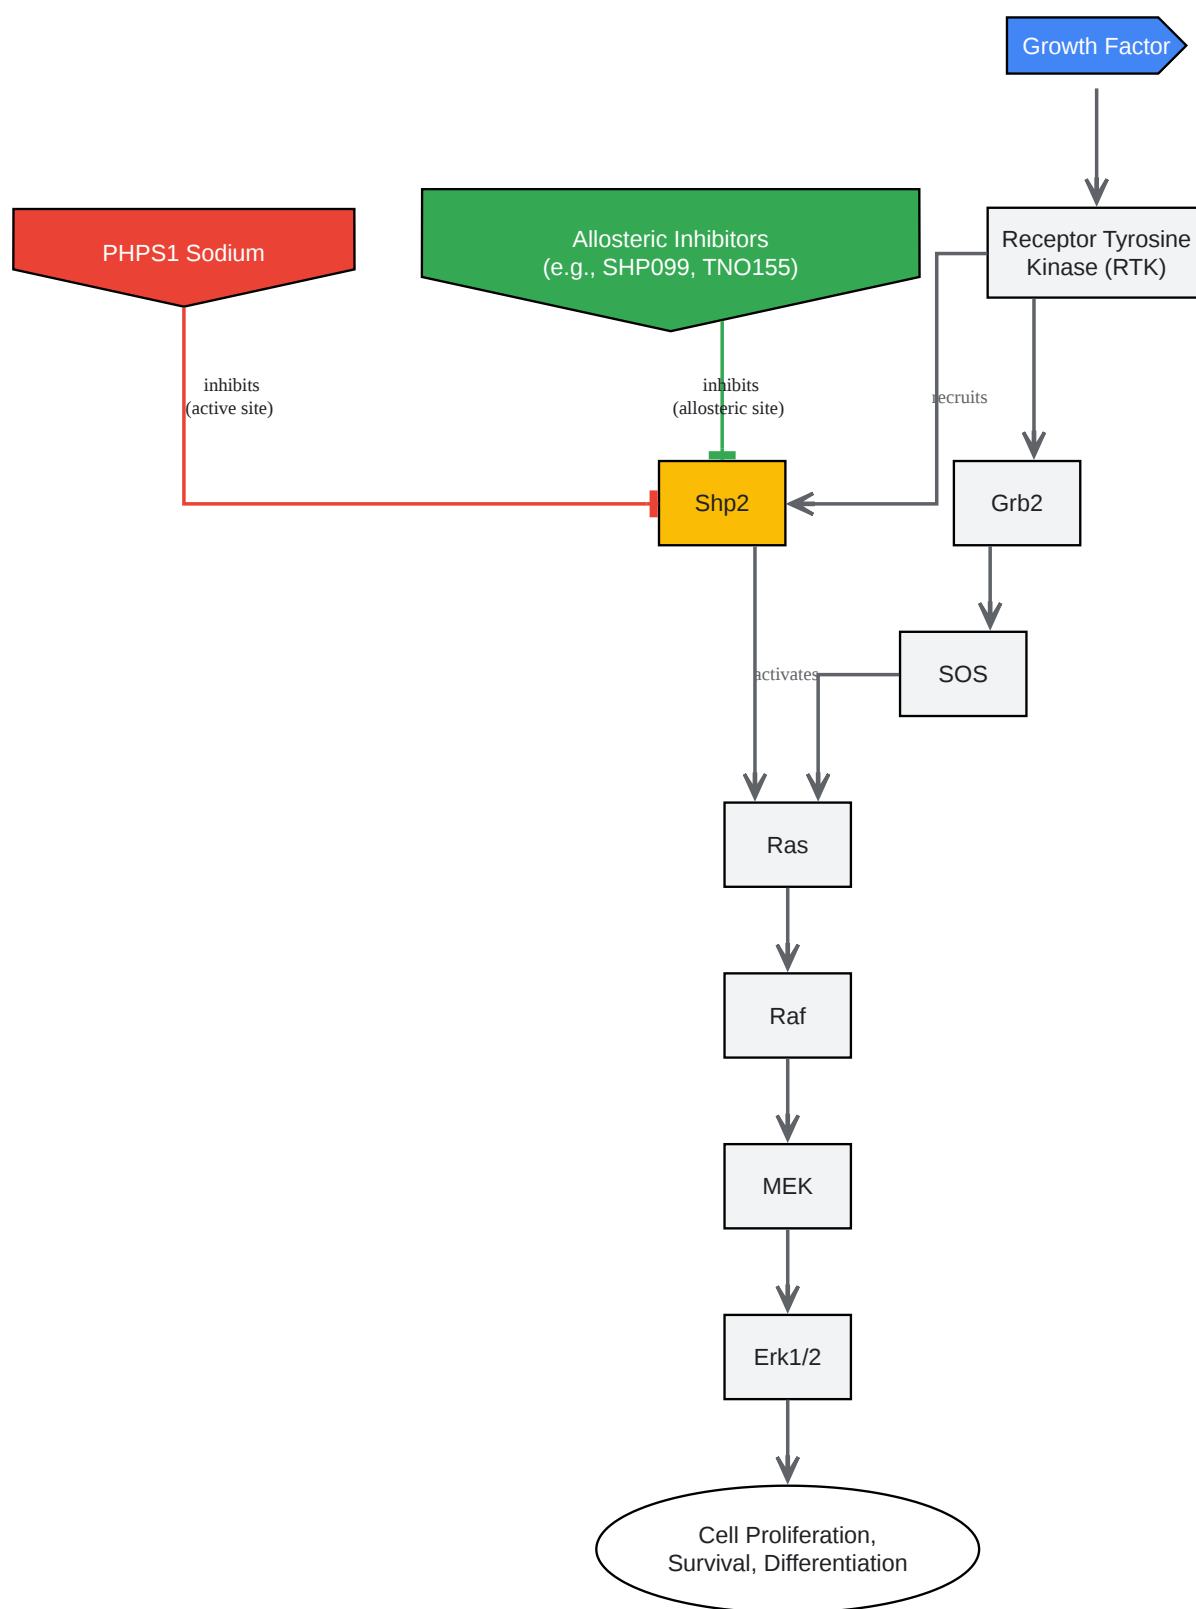 Growth Factor
PHPS1 Sodium
Allosteric Inhibitors
(e.g., SHP099, TNO155)
Receptor Tyrosine
Kinase (RTK)
inhibits
(active site)
inhibits
(allosteric site)
recruits
Shp2
Grb2
activates
SOS
Ras
Raf
MEK
Erk1/2
Cell Proliferation,
Survival, Differentiation